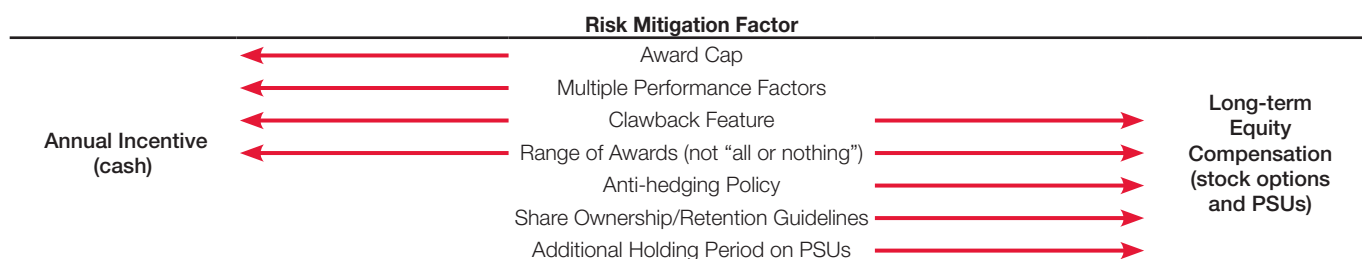 Risk Mitigation Factor
Award Cap
Multiple Performance Factors
Clawback Feature
Range of Awards (not “all or nothing”)
Anti-hedging Policy
Share Ownership/Retention Guidelines
Additional Holding Period on PSUs
Annual Incentive
(cash)
Long-term
Equity
Compensation
(stock options
and PSUs)